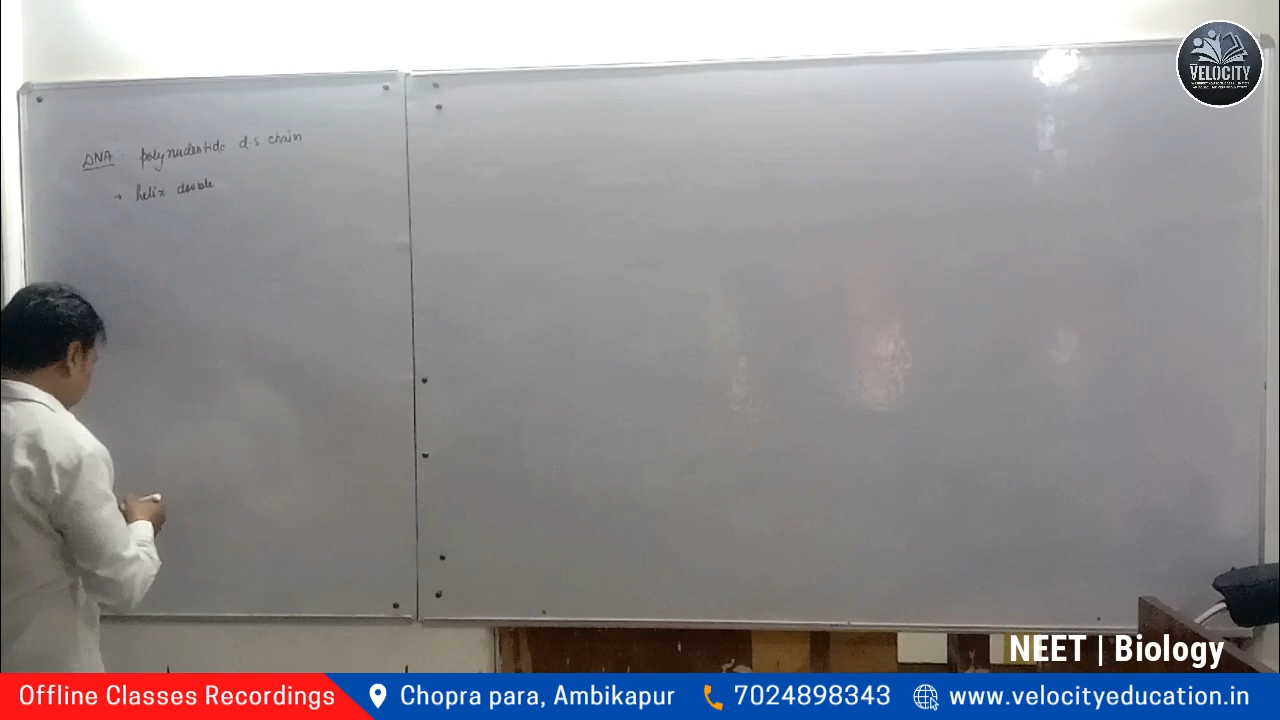 VELOCITY
DNA : polynucleotide d-s chain
→ helix double
NEET | Biology
Offline Classes Recordings
Chopra para, Ambikapur
7024898343
www.velocityeducation.in